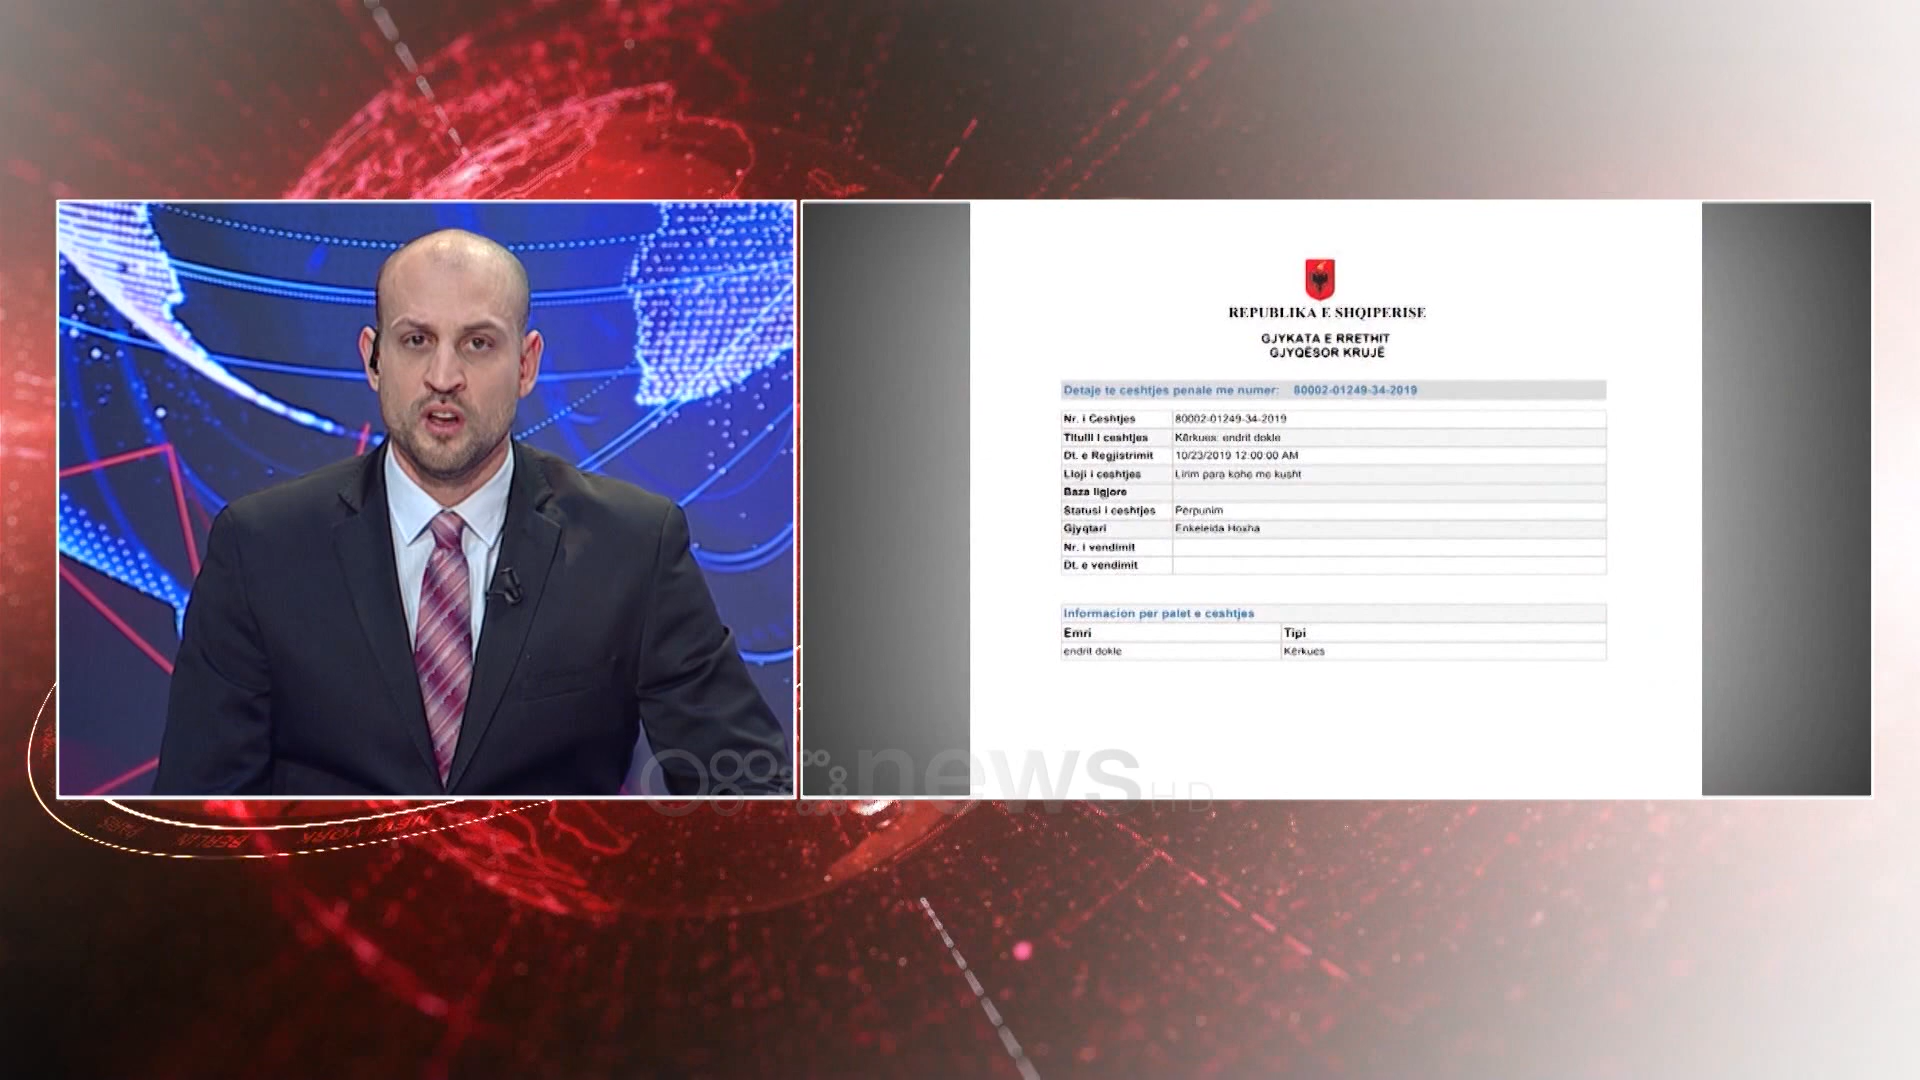 REPUBLIKA E SHQIPERISE
GJYKATA E RRETHIT
GJYQËSOR KRUJË
Detaje te ceshtjes penale me numer: 80002-01249-34-2019
Nr. i Ceshtjes 80002-01249-34-2019
Titulli i ceshtjes Kërkues: endrit dokle
Dt. e Regjistrimit 10/23/2019 12:00:00 AM
Lloji i ceshtjes Lirim para kohe me kusht
Baza ligjore
Statusi i ceshtjes Përpunim
Gjyqtari Enkeleida Hoxha
Nr. i vendimit
Dt. e vendimit
Informacion per palet e ceshtjes
Emri Tipi
endrit dokle Kërkues
news HD
PARIS BERLIN NEW YORK